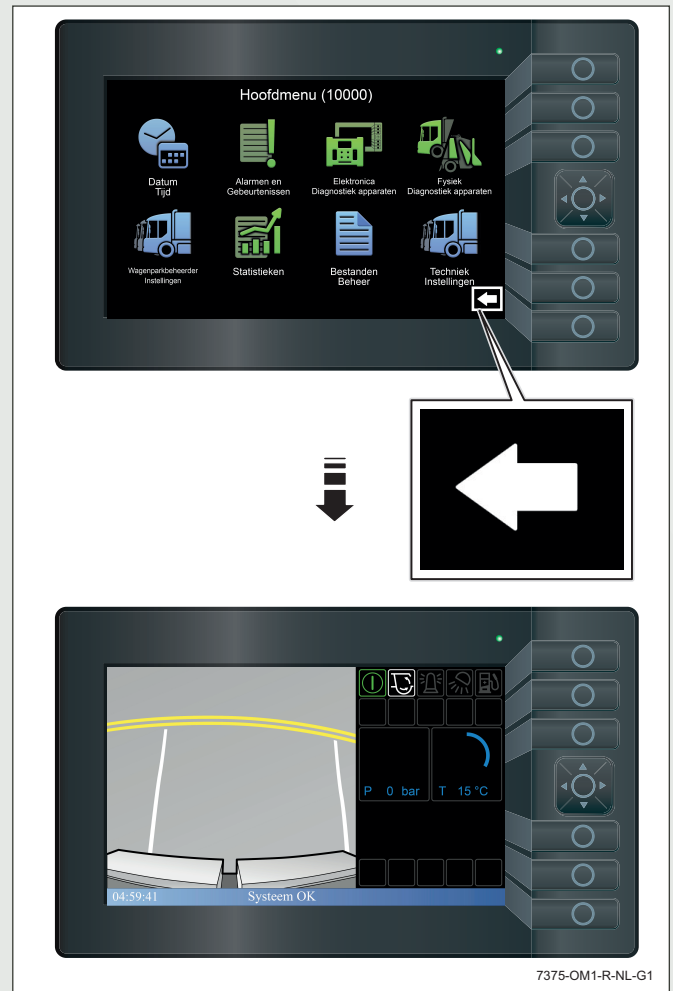 Hoofdmenu (10000)
Datum
Tijd
Alarmen en
Gebeurtenissen
Elektronica
Diagnostiek apparaten
Fysiek
Diagnostiek apparaten
Wagenparkbeheerder
Instellingen
Statistieken
Bestanden
Beheer
Techniek
Instellingen
P 0 bar
T 15 °C
04:59:41 Systeem OK
7375-OM1-R-NL-G1